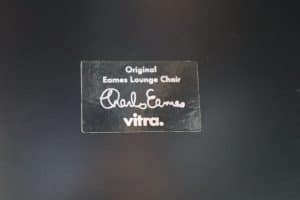 Original
Eames Lounge Chair
Charles Eames
vitra.